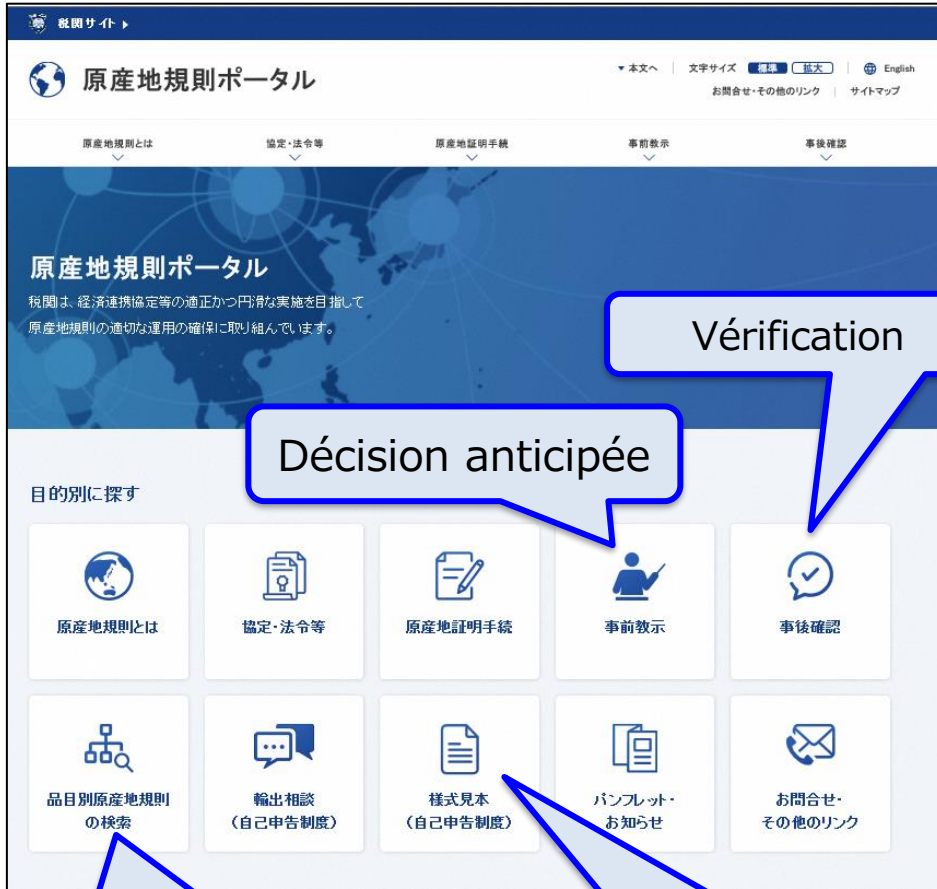 税関サイト
原産地規則ポータル
本文へ 文字サイズ 標準 拡大 English
お問合せ・その他のリンク サイトマップ
原産地規則とは 協定・法令等 原産地証明手続 事前教示 事後確認
原産地規則ポータル
税関は、経済連携協定等の適正かつ円滑な実施を目指して
原産地規則の適切な運用の確保に取り組んでいます。
Vérification
Décision anticipée
目的別に探す
原産地規則とは 協定・法令等 原産地証明手続 事前教示 事後確認
品目別原産地規則 輸出相談 様式見本 パンフレット・ お問合せ・
の検索 (自己申告制度) (自己申告制度) お知らせ その他のリンク